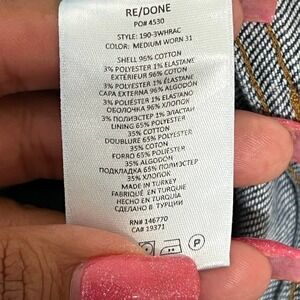 RE/DONE
PO# 4530
STYLE: 190-3WHRAC
COLOR: MEDIUM WORN 31
SHELL 96% COTTON
3% POLYESTER 1% ELASTANE
EXTÉRIEUR 96% COTON
3% POLYESTER 1% ELASTANE
CAPA EXTERNA 96% ALGODÓN
3% POLIÉSTER 1% ELASTANO
ОБОЛОЧКА 96% ХЛОПОК
3% ПОЛИЭСТЕР 1% ЭЛАСТАН
LINING 65% POLYESTER
35% COTTON
DOUBLURE 65% POLYESTER
35% COTON
FORRO 65% POLIESTER
35% ALGODÓN
ПОДКЛАДКА 65% ПОЛИЭСТЕР
35% ХЛОПОК
MADE IN TURKEY
FABRIQUÉ EN TURQUIE
HECHO EN TURQUÍA
СДЕЛАНО В ТУРЦИИ
RN# 146770
CA# 19371
P